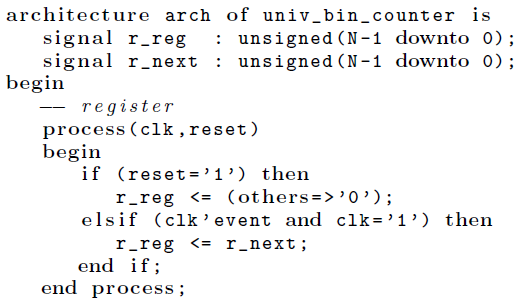 architecture arch of univ_bin_counter is
signal r_reg : unsigned(N-1 downto 0);
signal r_next : unsigned(N-1 downto 0);
begin
-- register
process(clk,reset)
begin
if (reset='1') then
r_reg <= (others=>'0');
elsif (clk'event and clk='1') then
r_reg <= r_next;
end if;
end process;